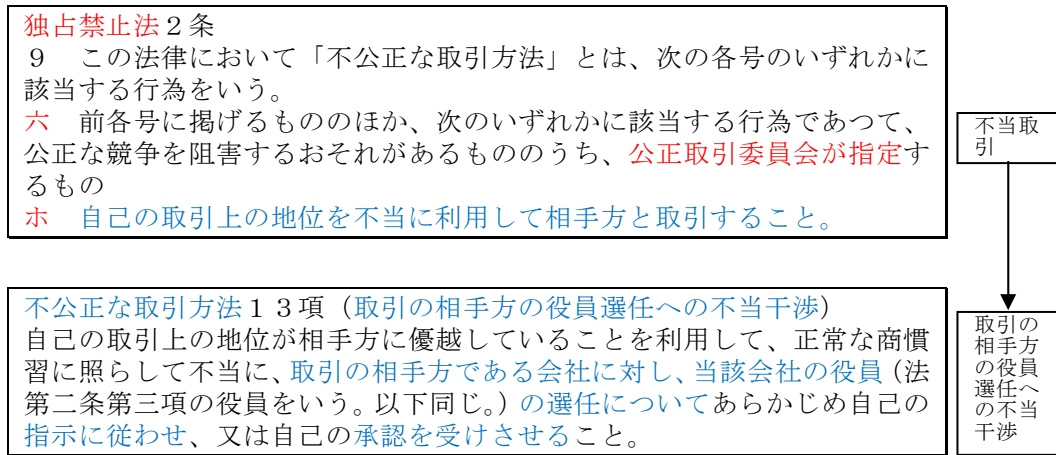 独占禁止法２条
９　この法律において「不公正な取引方法」とは、次の各号のいずれかに
該当する行為をいう。
六　前各号に掲げるもののほか、次のいずれかに該当する行為であつて、
公正な競争を阻害するおそれがあるもののうち、公正取引委員会が指定す
るもの
ホ　自己の取引上の地位を不当に利用して相手方と取引すること。
不当取
引
不公正な取引方法１３項（取引の相手方の役員選任への不当干渉）
自己の取引上の地位が相手方に優越していることを利用して、正常な商慣
習に照らして不当に、取引の相手方である会社に対し、当該会社の役員（法
第二条第三項の役員をいう。以下同じ。）の選任についてあらかじめ自己の
指示に従わせ、又は自己の承認を受けさせること。
取引の
相手方
の役員
選任へ
の不当
干渉